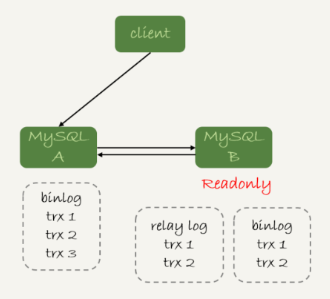 client
MySQL
A
MySQL
B
Readonly
binlog
trx 1
trx 2
trx 3
relay log
trx 1
trx 2
binlog
trx 1
trx 2